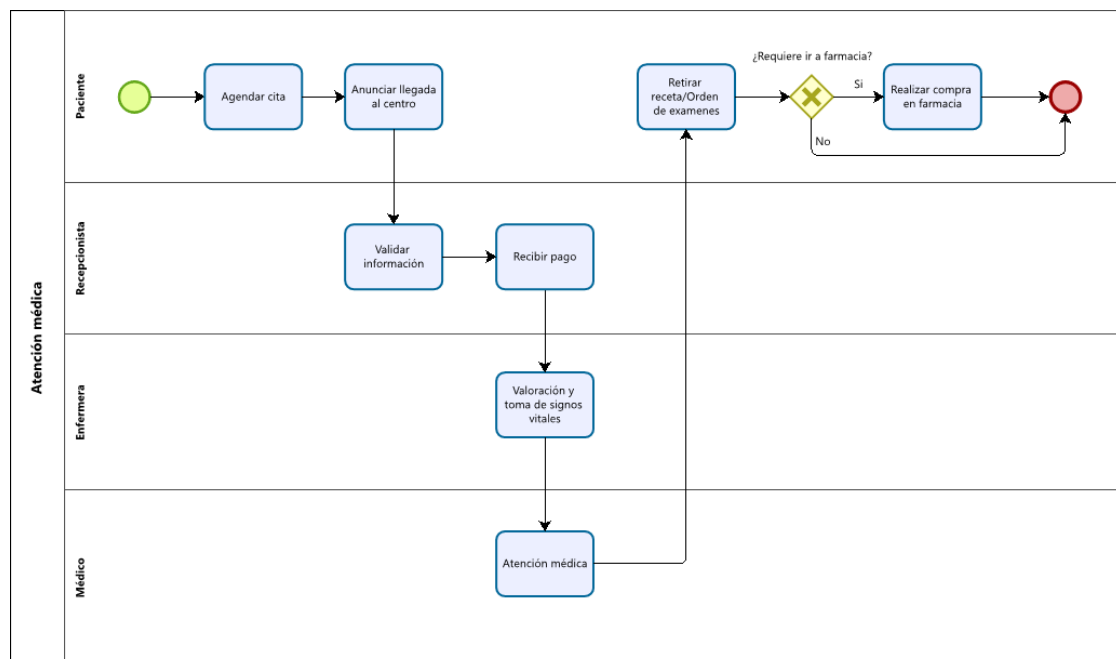 Atención médica
Paciente
Agendar cita
Anunciar llegada
al centro
Retirar
receta/Orden
de examenes
¿Requiere ir a farmacia?
Si
No
Realizar compra
en farmacia
Recepcionista
Validar
información
Recibir pago
Enfermera
Valoración y
toma de signos
vitales
Médico
Atención médica